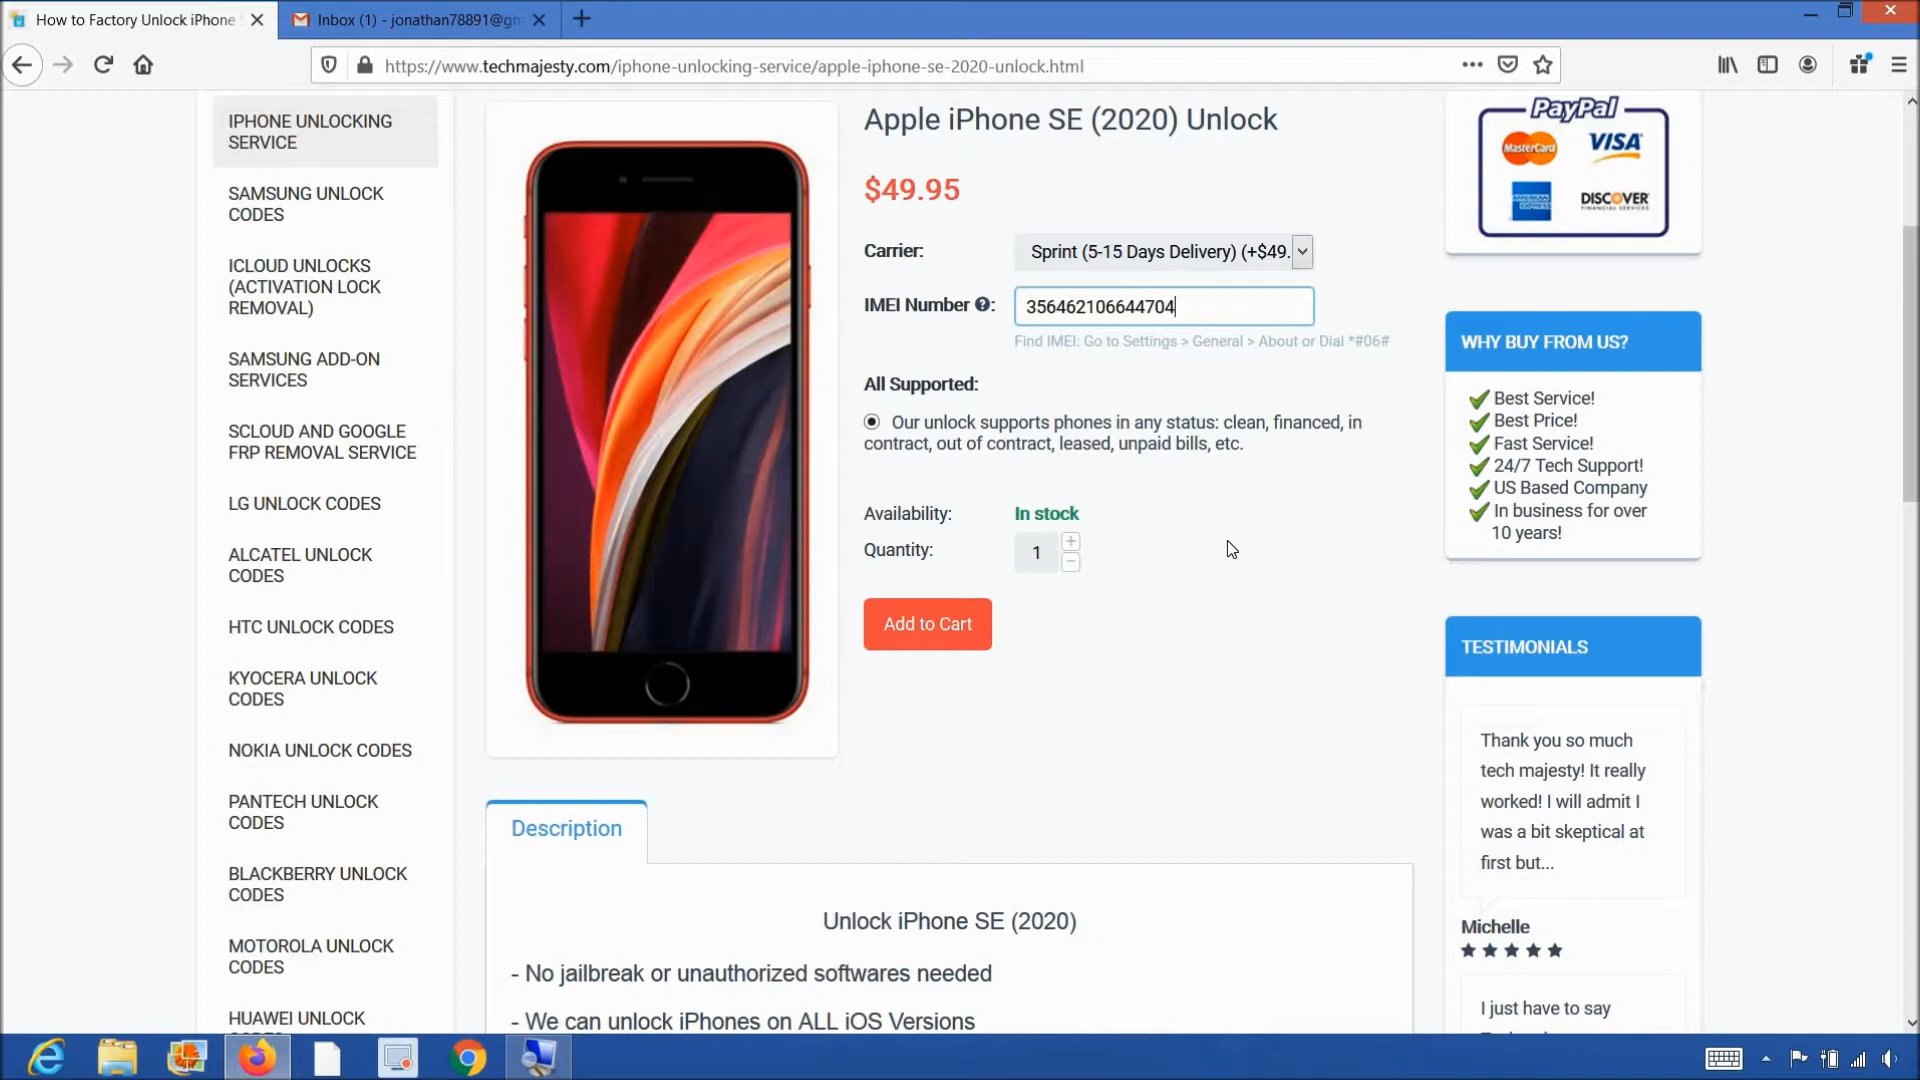 How to Factory Unlock iPhone
Inbox (1) - jonathan78891@gm
https://www.techmajesty.com/iphone-unlocking-service/apple-iphone-se-2020-unlock.html
IPHONE UNLOCKING
SERVICE
SAMSUNG UNLOCK
CODES
ICLOUD UNLOCKS
(ACTIVATION LOCK
REMOVAL)
SAMSUNG ADD-ON
SERVICES
SCLOUD AND GOOGLE
FRP REMOVAL SERVICE
LG UNLOCK CODES
ALCATEL UNLOCK
CODES
HTC UNLOCK CODES
KYOCERA UNLOCK
CODES
NOKIA UNLOCK CODES
PANTECH UNLOCK
CODES
BLACKBERRY UNLOCK
CODES
MOTOROLA UNLOCK
CODES
HUAWEI UNLOCK
Apple iPhone SE (2020) Unlock
$49.95
Carrier:
Sprint (5-15 Days Delivery) (+$49.
IMEI Number ?:
356462106644704
Find IMEI: Go to Settings > General > About or Dial *#06#
All Supported:
Our unlock supports phones in any status: clean, financed, in
contract, out of contract, leased, unpaid bills, etc.
Availability:
In stock
Quantity:
1
Add to Cart
Description
Unlock iPhone SE (2020)
- No jailbreak or unauthorized softwares needed
- We can unlock iPhones on ALL iOS Versions
PayPal
MasterCard
VISA
AMERICAN EXPRESS
DISCOVER
FINANCIAL SERVICES
WHY BUY FROM US?
Best Service!
Best Price!
Fast Service!
24/7 Tech Support!
US Based Company
In business for over
10 years!
TESTIMONIALS
Thank you so much
tech majesty! It really
worked! I will admit I
was a bit skeptical at
first but...
Michelle
I just have to say